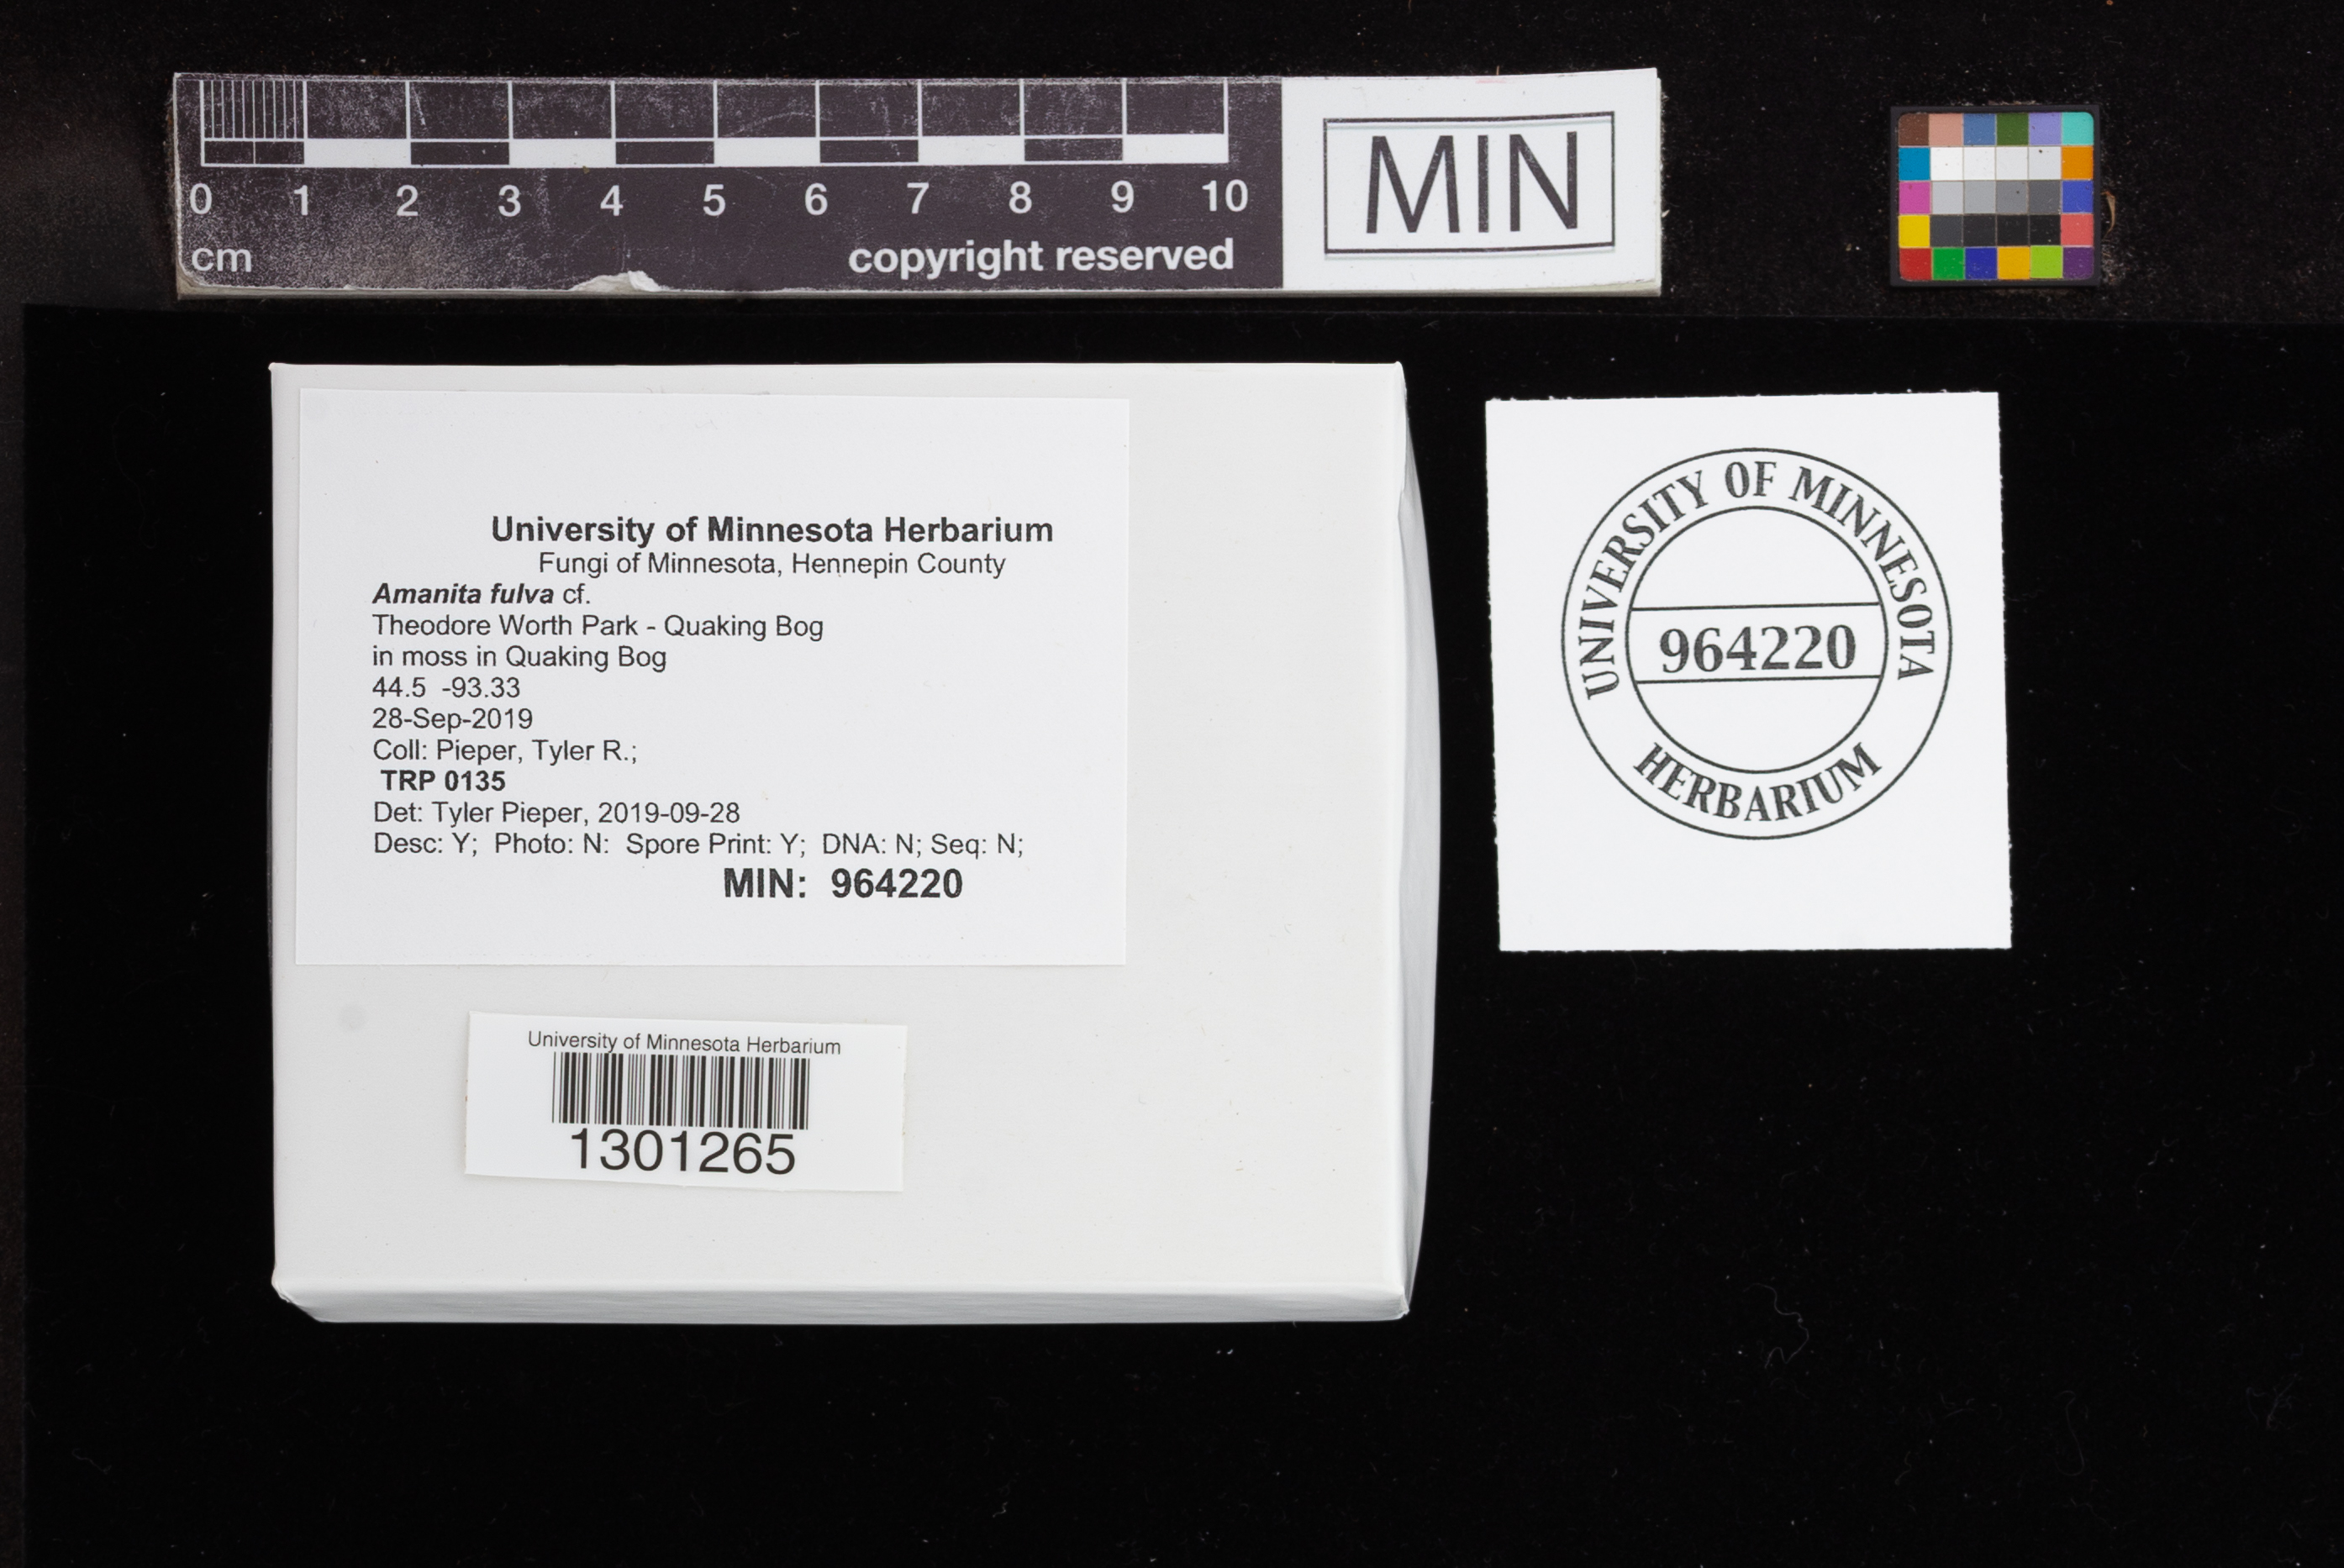 0 1 2 3 4 5 6 7 8 9 10
cm copyright reserved
MIN
University of Minnesota Herbarium
Fungi of Minnesota, Hennepin County
Amanita fulva cf.
Theodore Worth Park - Quaking Bog
in moss in Quaking Bog
44.5 -93.33
28-Sep-2019
Coll: Pieper, Tyler R.;
TRP 0135
Det: Tyler Pieper, 2019-09-28
Desc: Y; Photo: N: Spore Print: Y; DNA: N; Seq: N;
MIN: 964220
University of Minnesota Herbarium
1301265
UNIVERSITY OF MINNESOTA
964220
HERBARIUM